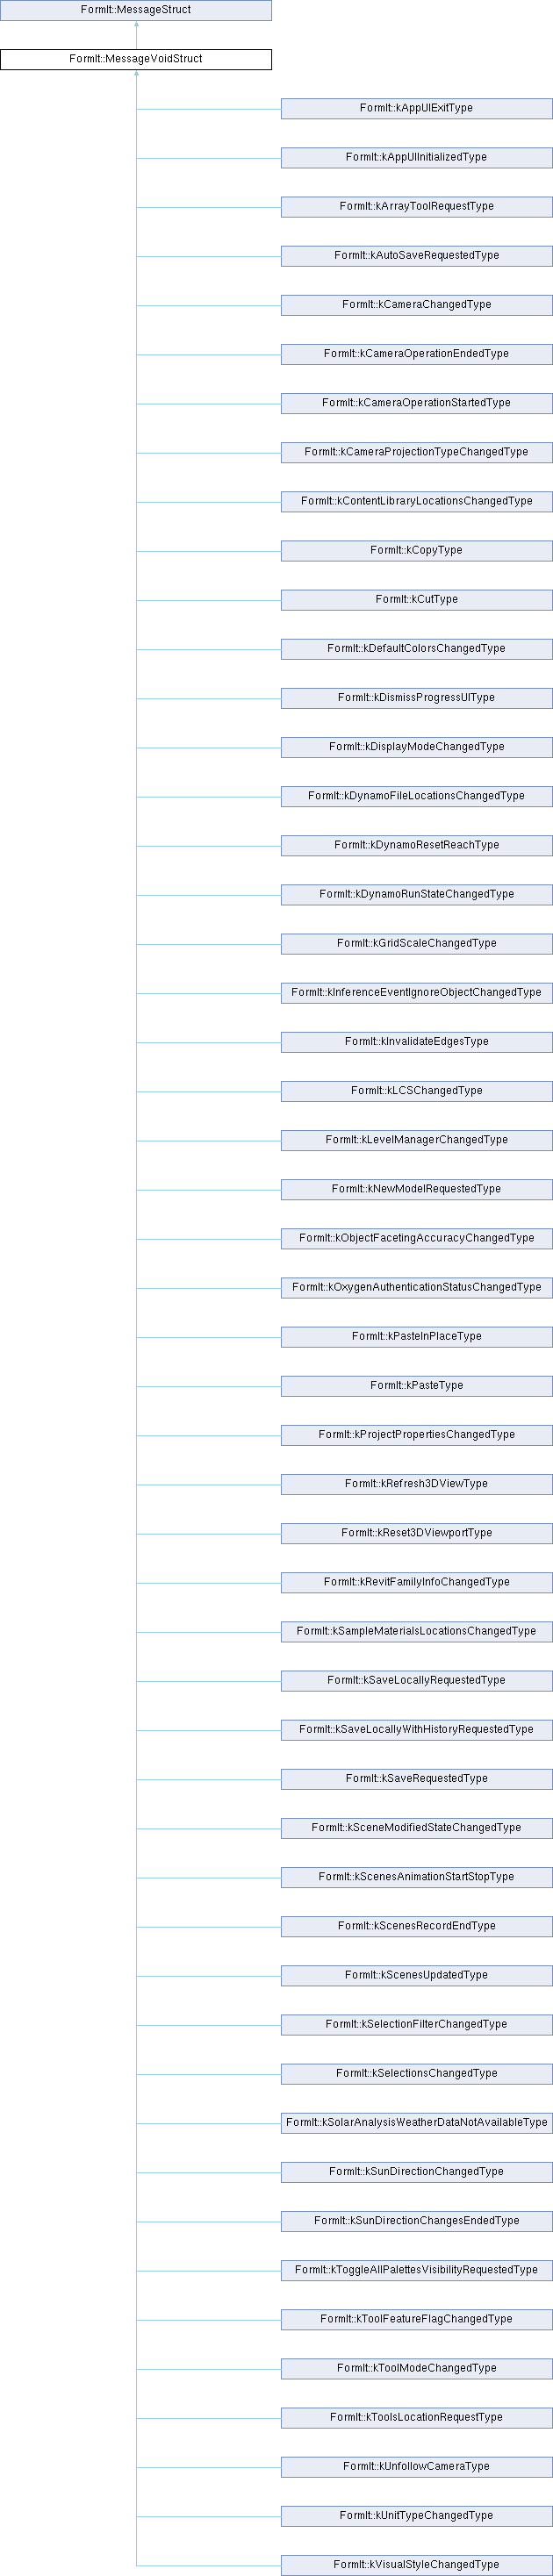 FormIt::MessageStruct
FormIt::MessageVoidStruct
FormIt::kAppUIExitType
FormIt::kAppUIInitializedType
FormIt::kArrayToolRequestType
FormIt::kAutoSaveRequestedType
FormIt::kCameraChangedType
FormIt::kCameraOperationEndedType
FormIt::kCameraOperationStartedType
FormIt::kCameraProjectionTypeChangedType
FormIt::kContentLibraryLocationsChangedType
FormIt::kCopyType
FormIt::kCutType
FormIt::kDefaultColorsChangedType
FormIt::kDismissProgressUIType
FormIt::kDisplayModeChangedType
FormIt::kDynamoFileLocationsChangedType
FormIt::kDynamoResetReachType
FormIt::kDynamoRunStateChangedType
FormIt::kGridScaleChangedType
FormIt::kInferenceEventIgnoreObjectChangedType
FormIt::kInvalidateEdgesType
FormIt::kLCSChangedType
FormIt::kLevelManagerChangedType
FormIt::kNewModelRequestedType
FormIt::kObjectFacetingAccuracyChangedType
FormIt::kOxygenAuthenticationStatusChangedType
FormIt::kPasteInPlaceType
FormIt::kPasteType
FormIt::kProjectPropertiesChangedType
FormIt::kRefresh3DViewType
FormIt::kReset3DViewportType
FormIt::kRevitFamilyInfoChangedType
FormIt::kSampleMaterialsLocationsChangedType
FormIt::kSaveLocallyRequestedType
FormIt::kSaveLocallyWithHistoryRequestedType
FormIt::kSaveRequestedType
FormIt::kSceneModifiedStateChangedType
FormIt::kScenesAnimationStartStopType
FormIt::kScenesRecordEndType
FormIt::kScenesUpdatedType
FormIt::kSelectionFilterChangedType
FormIt::kSelectionsChangedType
FormIt::kSolarAnalysisWeatherDataNotAvailableType
FormIt::kSunDirectionChangedType
FormIt::kSunDirectionChangesEndedType
FormIt::kToggleAllPalettesVisibilityRequestedType
FormIt::kToolFeatureFlagChangedType
FormIt::kToolModeChangedType
FormIt::kToolsLocationRequestType
FormIt::kUnfollowCameraType
FormIt::kUnitTypeChangedType
FormIt::kVisualStyleChangedType